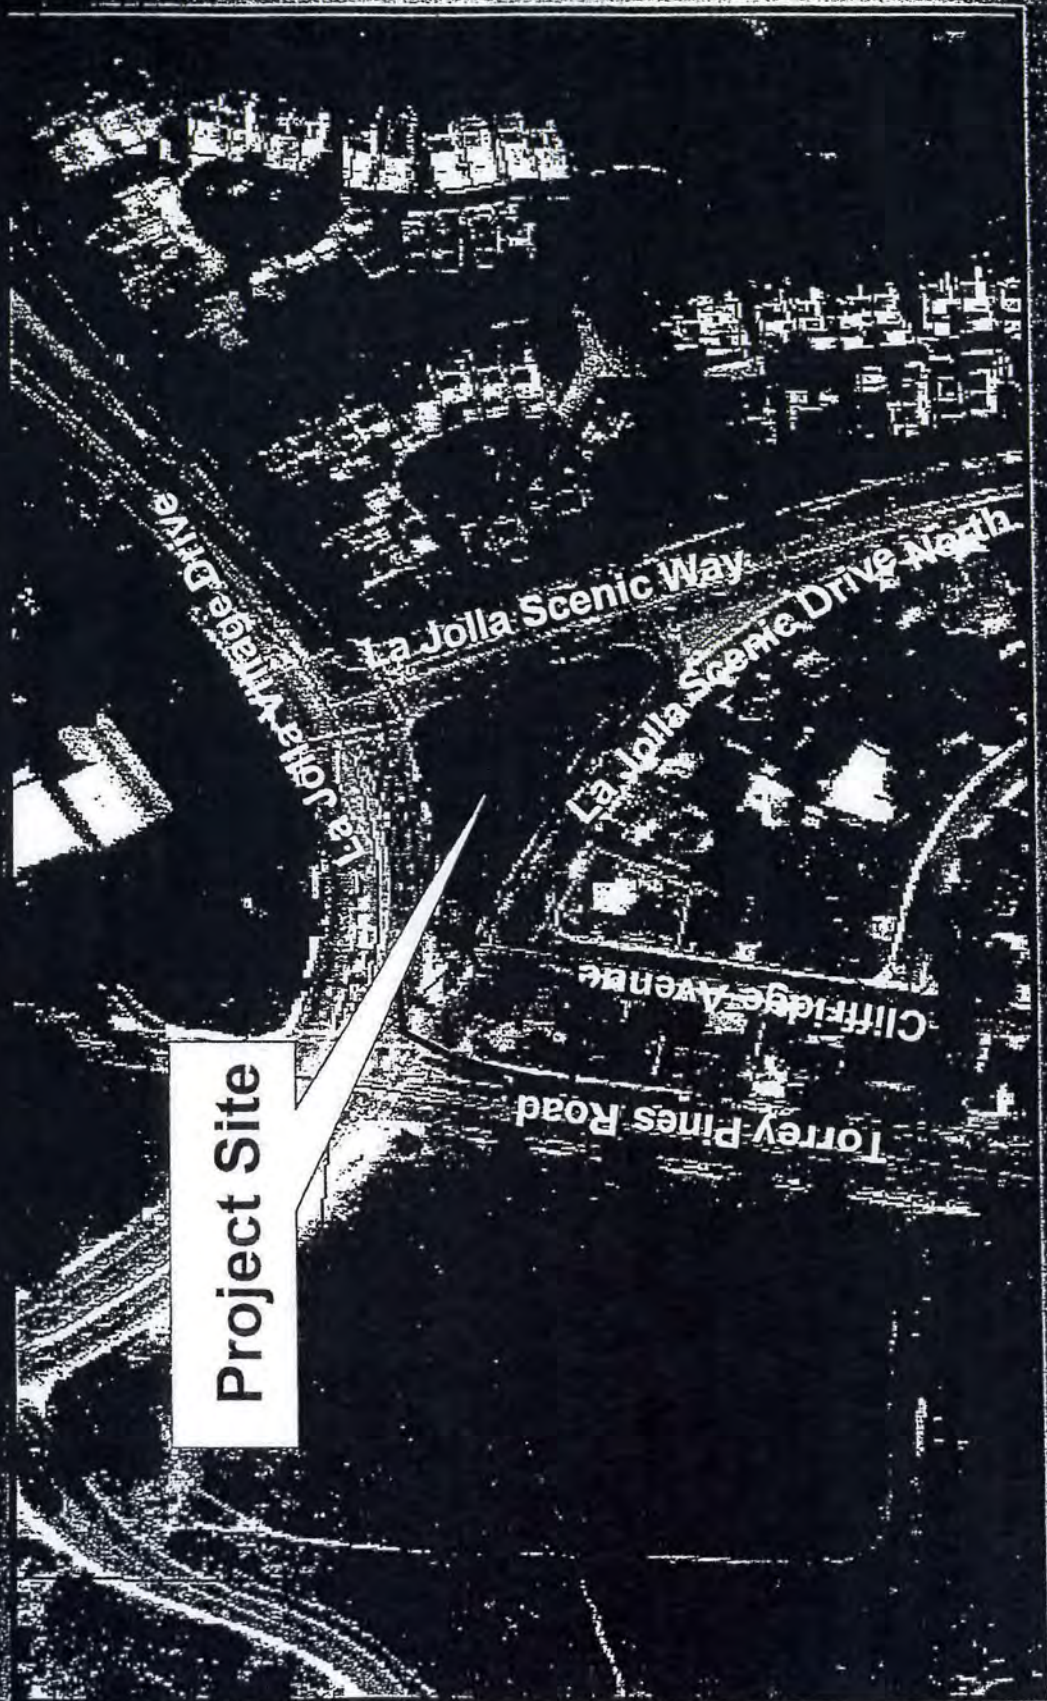 La Jolla Village Drive
La Jolla Scenic Way
La Jolla Scenic Drive North
Project Site
Cliffridge Avenue
Torrey Pines Road